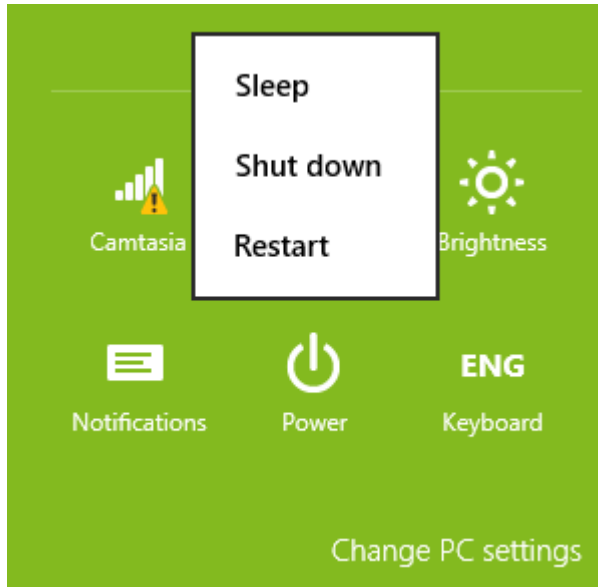 Sleep
Shut down
Restart
Camtasia
Brightness
ENG
Notifications
Power
Keyboard
Change PC settings